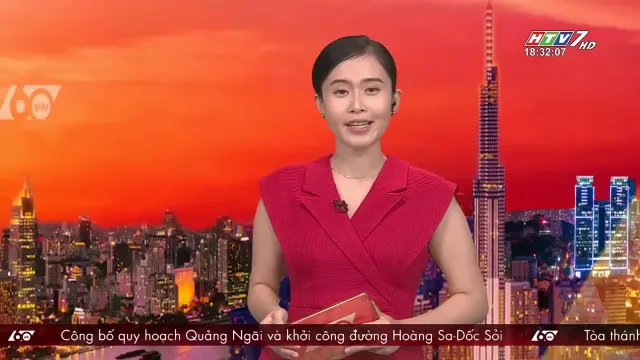 HTV7 HD
18:32:07
60 giây
60 Công bố quy hoạch Quảng Ngãi và khởi công đường Hoàng Sa-Dốc Sỏi 60 Tòa thán